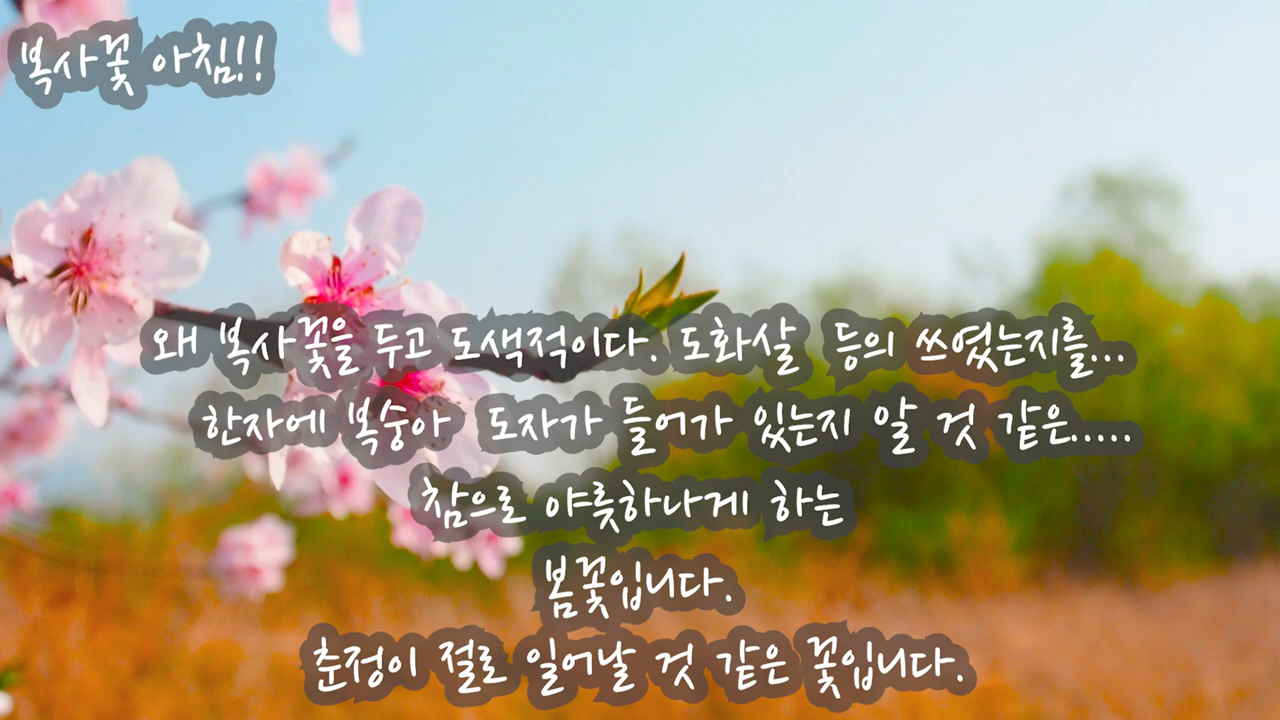 복사꽃 아침!!
왜 복사꽃을 두고 도색적이다. 도화살 등의 쓰였는지를...
한자에 복숭아 도자가 들어가 있는지 알 것 같은.....
참으로 야릇하나게 하는
봄꽃입니다.
춘정이 절로 일어날 것 같은 꽃입니다.